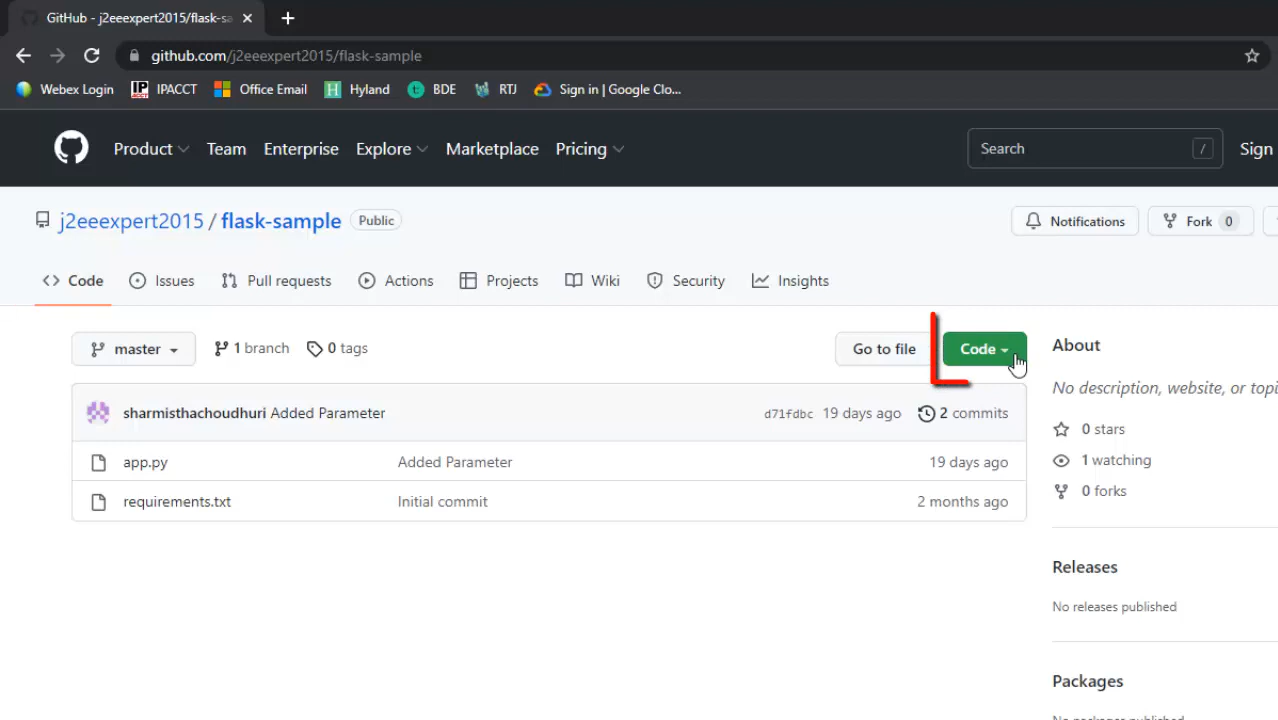 GitHub - j2eeexpert2015/flask-sa
github.com/j2eeexpert2015/flask-sample
Webex Login IPACCT Office Email H Hyland t BDE RTJ Sign in | Google Clo...
Product Team Enterprise Explore Marketplace Pricing Search / Sign
j2eeexpert2015 / flask-sample Public Notifications Fork 0
<> Code Issues Pull requests Actions Projects Wiki Security Insights
master 1 branch 0 tags Go to file Code About
No description, website, or topi
sharmisthachoudhuri Added Parameter d71fdbc 19 days ago 2 commits
0 stars
app.py Added Parameter 19 days ago
1 watching
requirements.txt Initial commit 2 months ago
0 forks
Releases
No releases published
Packages
No packages published